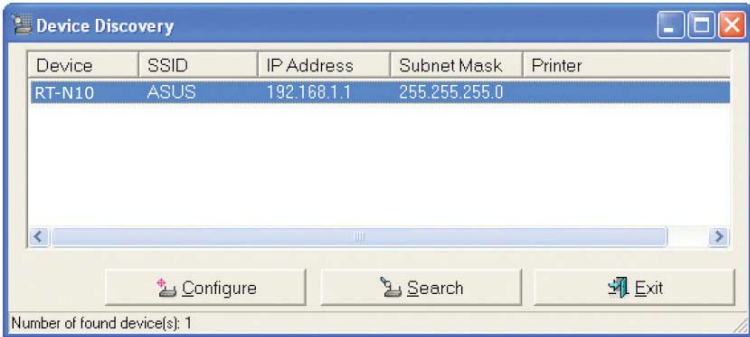 Device Discovery
Device SSID IP Address Subnet Mask Printer
RT-N10 ASUS 192.168.1.1 255.255.255.0
Configure Search Exit
Number of found device(s): 1